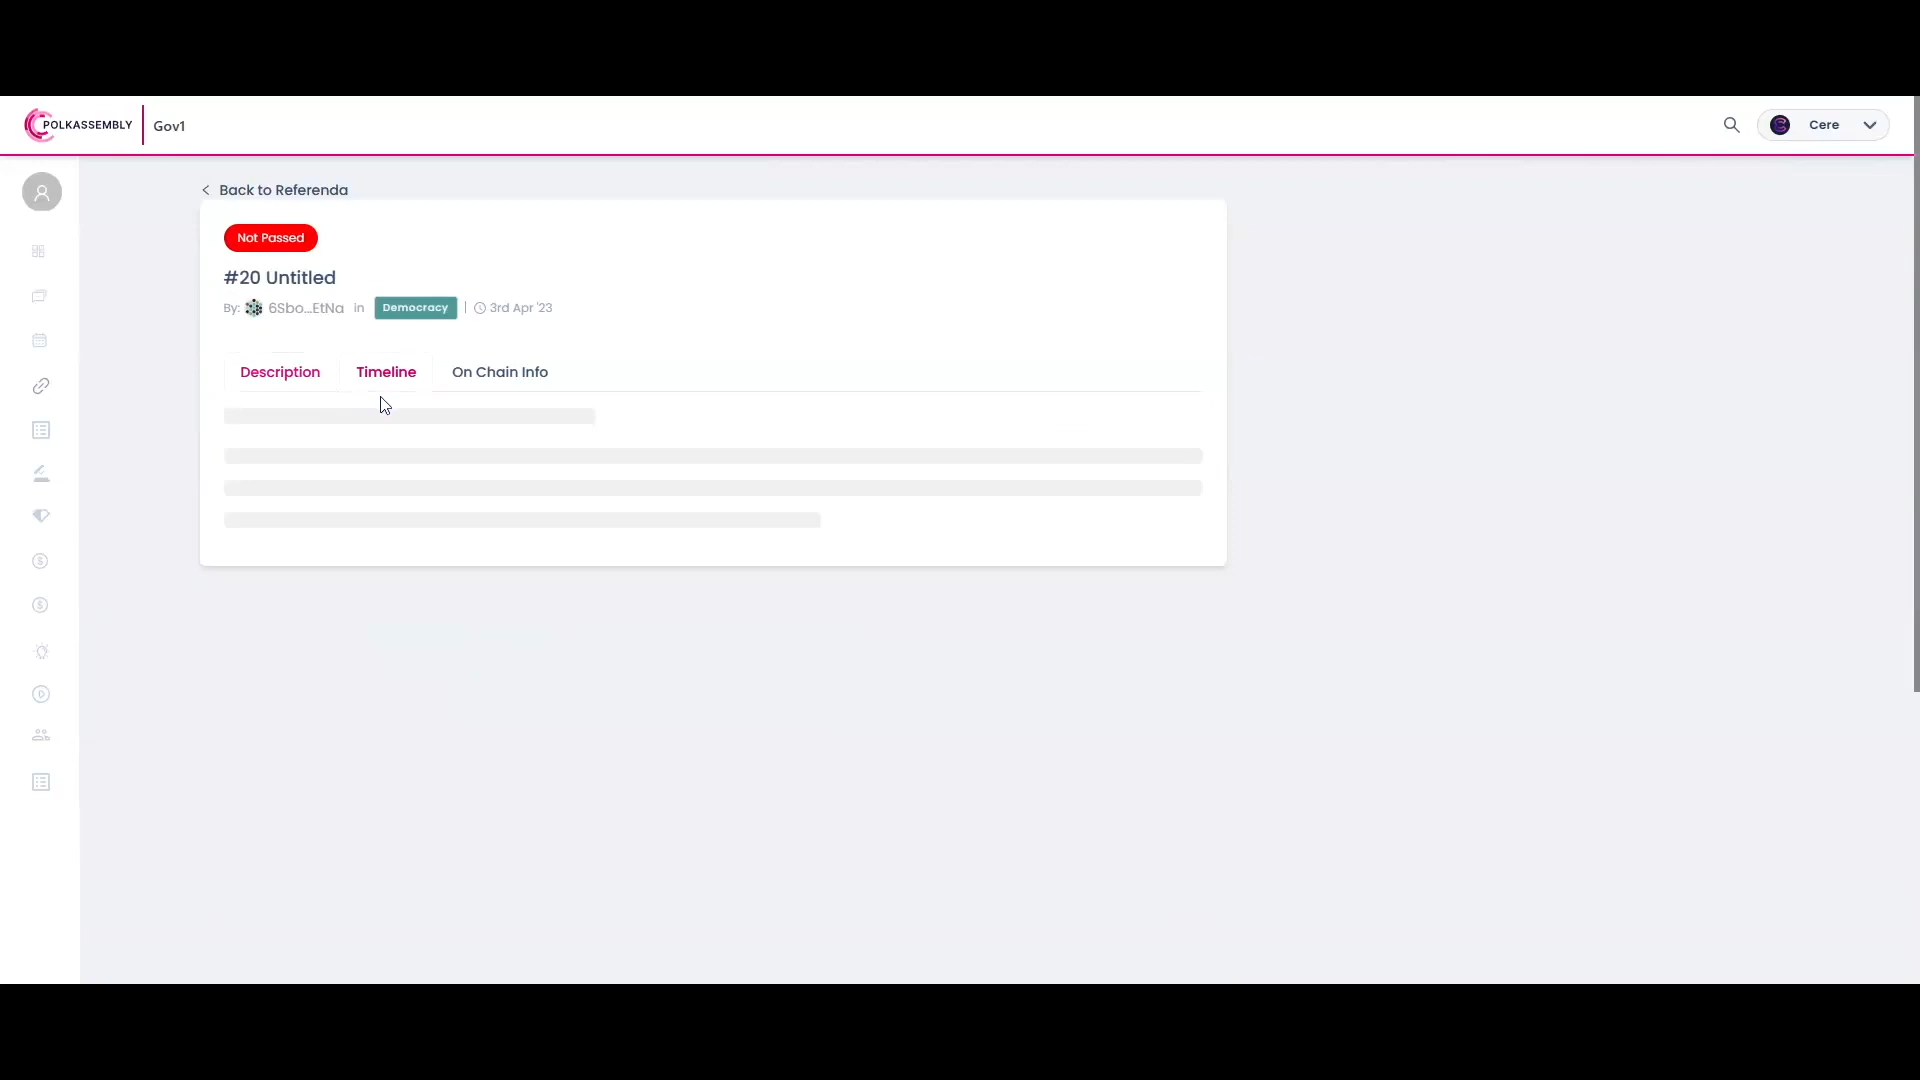 POLKASSEMBLY
Gov1
Cere
Back to Referenda
Not Passed
#20 Untitled
By: 6Sbo...EtNa in Democracy | 3rd Apr '23
Description Timeline On Chain Info